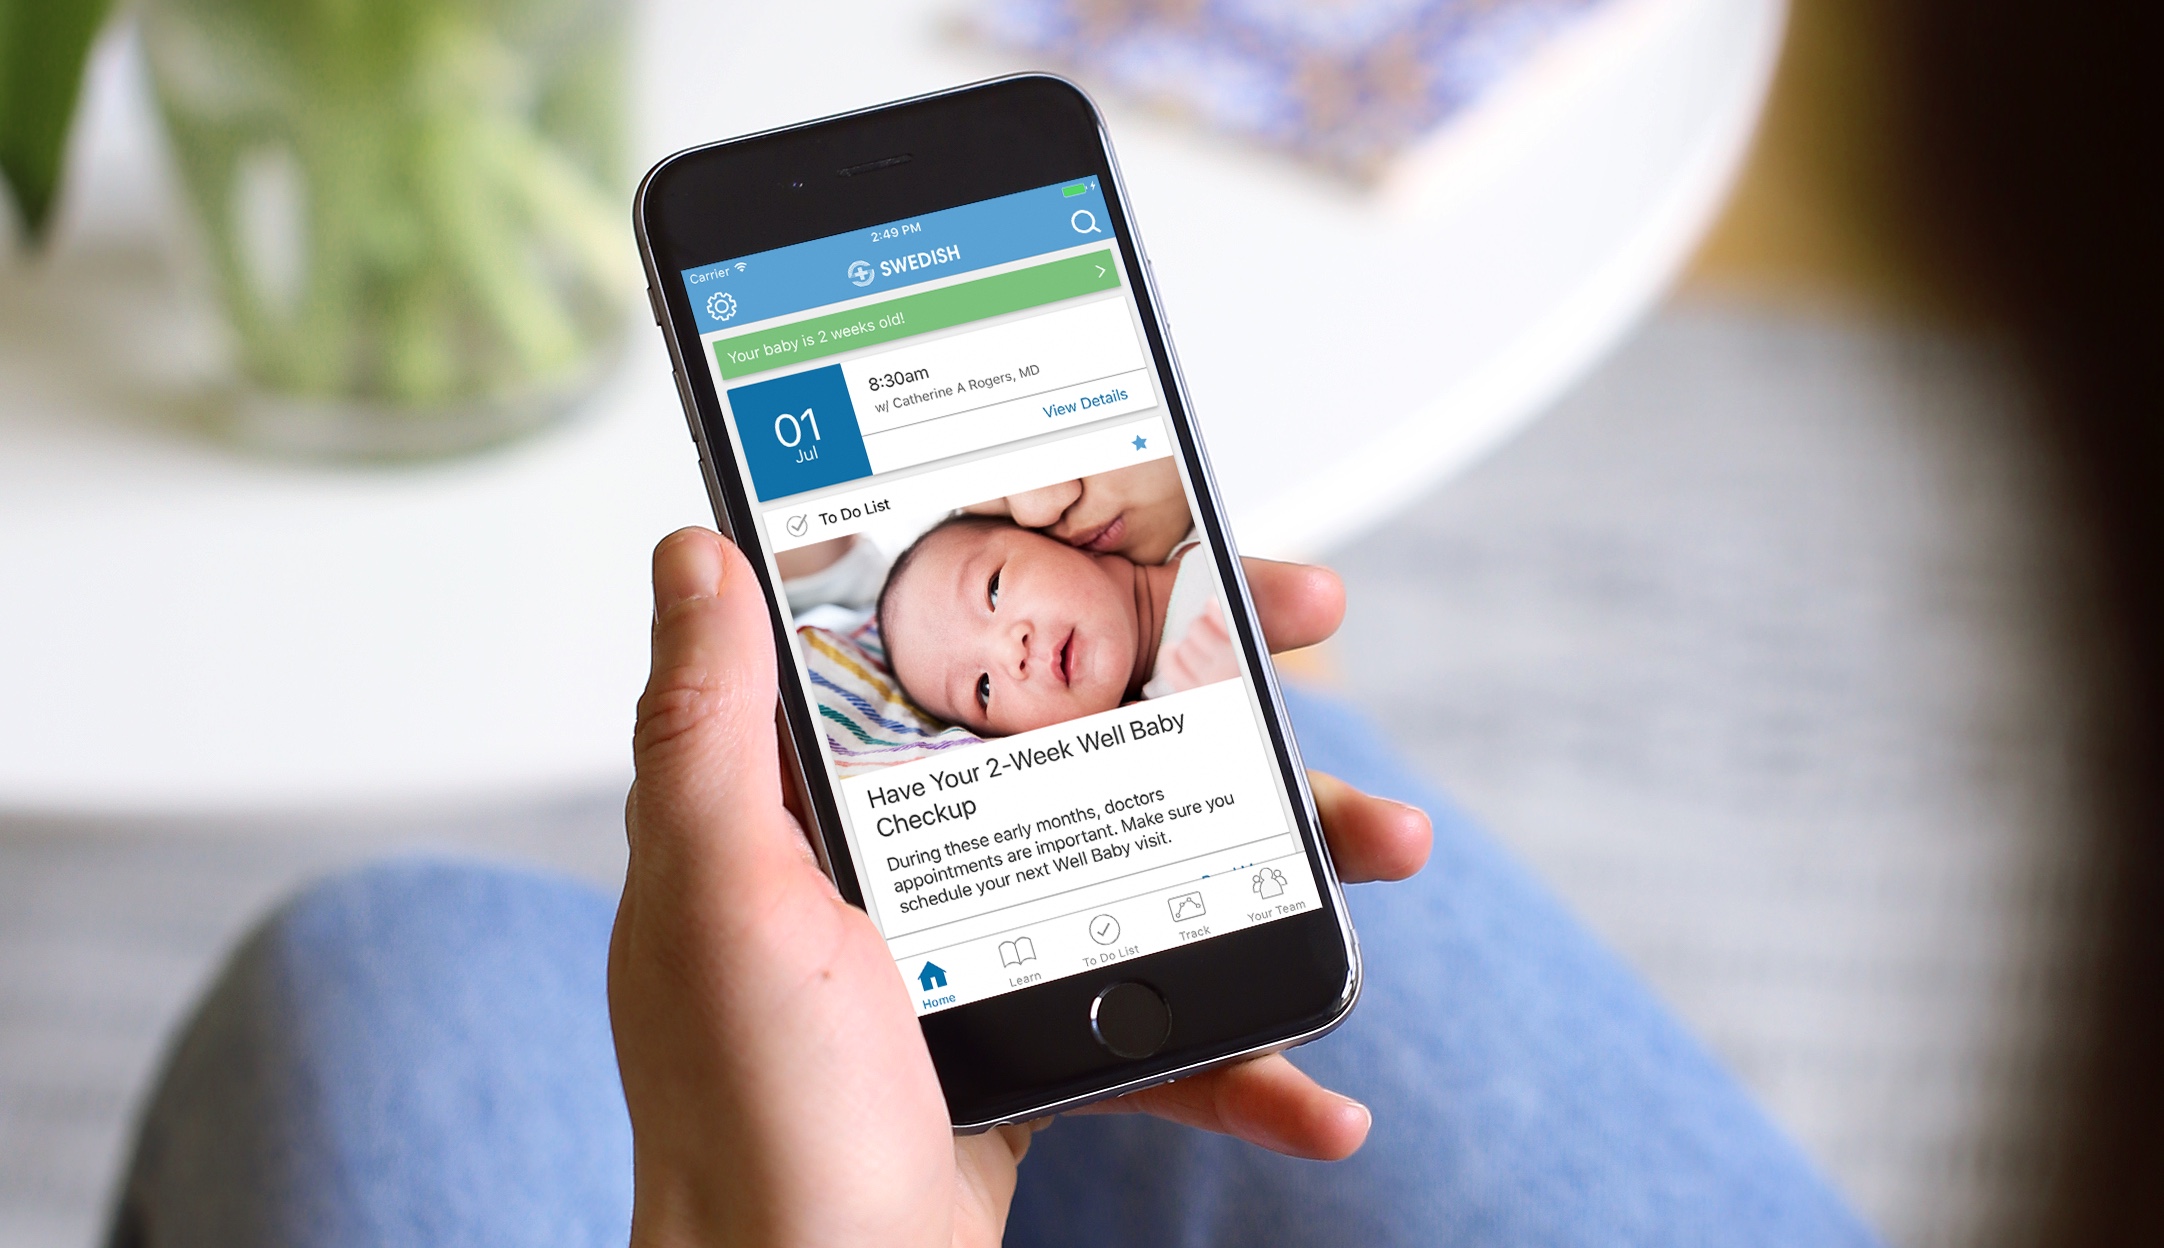 Carrier
2:49 PM
SWEDISH
Your baby is 2 weeks old!
01
Jul
8:30am
w/ Catherine A Rogers, MD
View Details
To Do List
Have Your 2-Week Well Baby
Checkup
During these early months, doctors
appointments are important. Make sure you
schedule your next Well Baby visit.
Home
Learn
To Do List
Track
Your Team